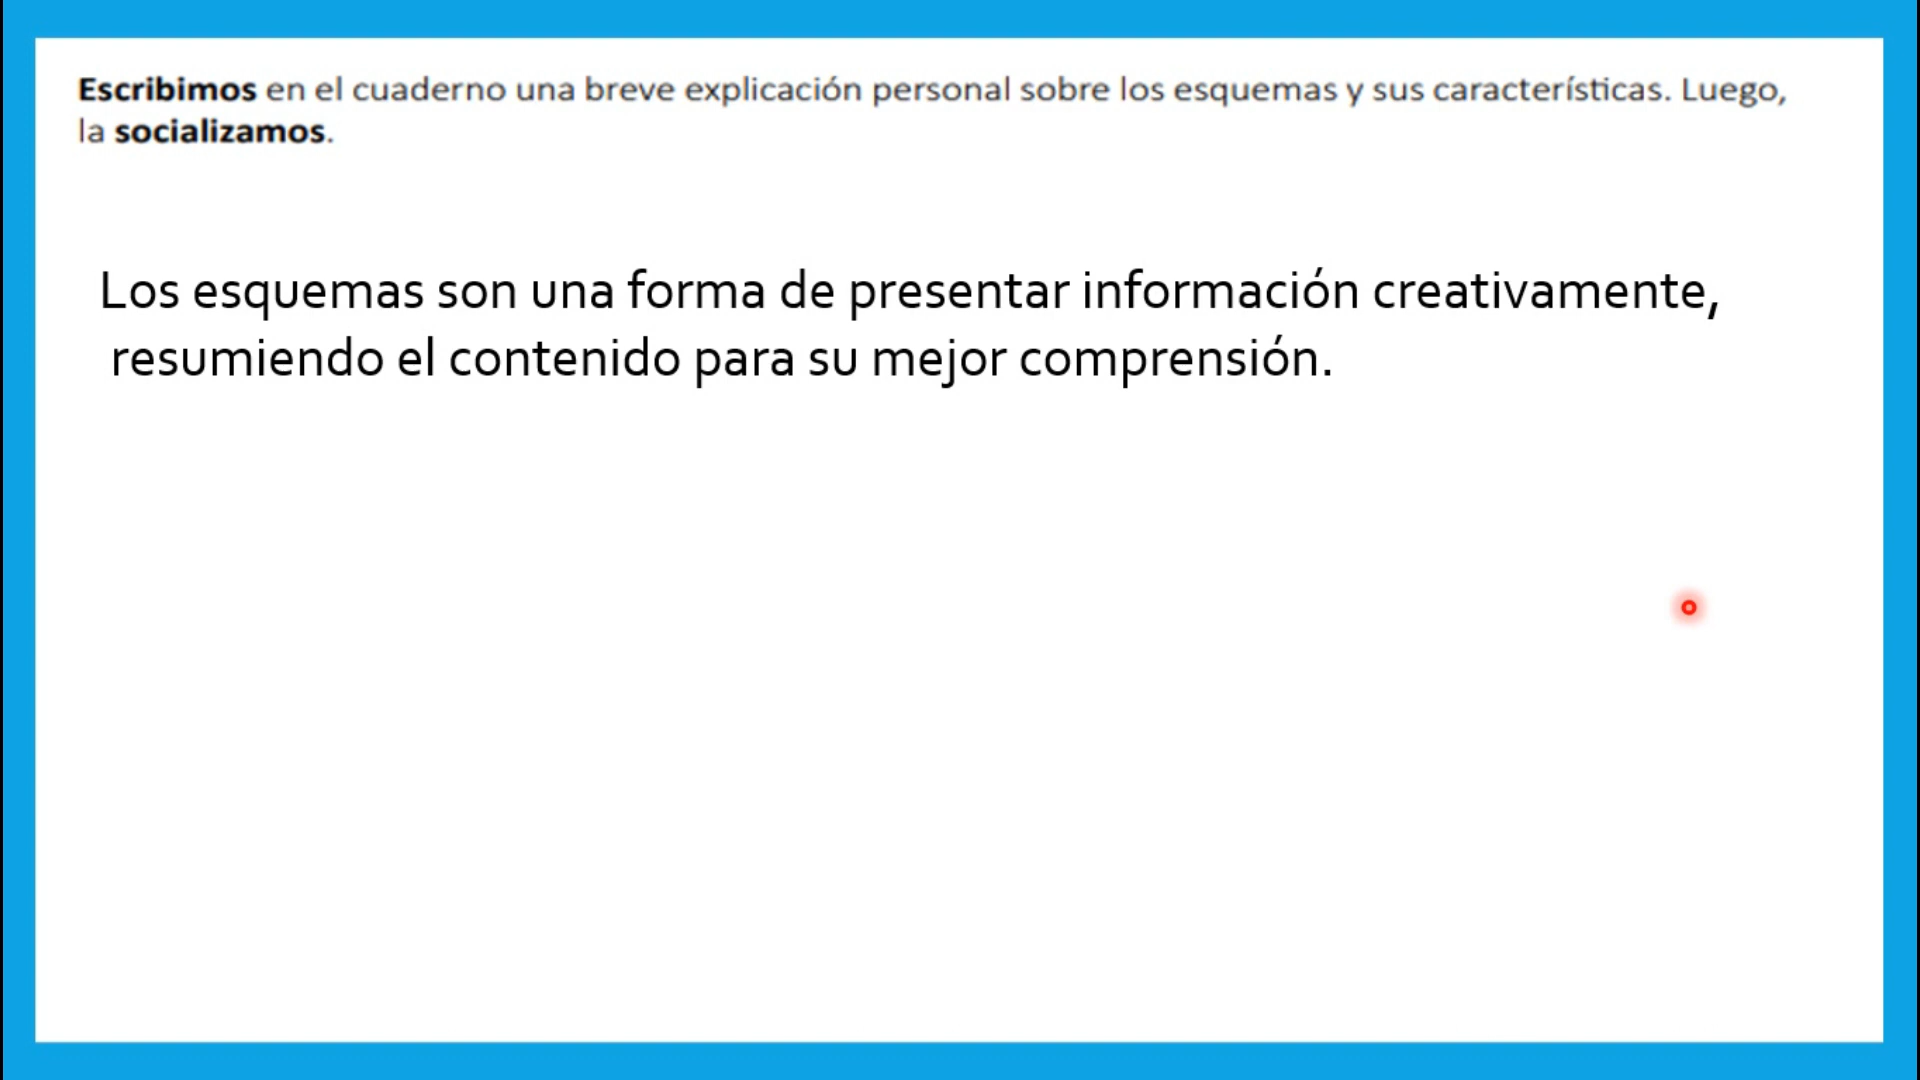 Escribimos en el cuaderno una breve explicación personal sobre los esquemas y sus características. Luego,
la socializamos.
Los esquemas son una forma de presentar información creativamente,
resumiendo el contenido para su mejor comprensión.